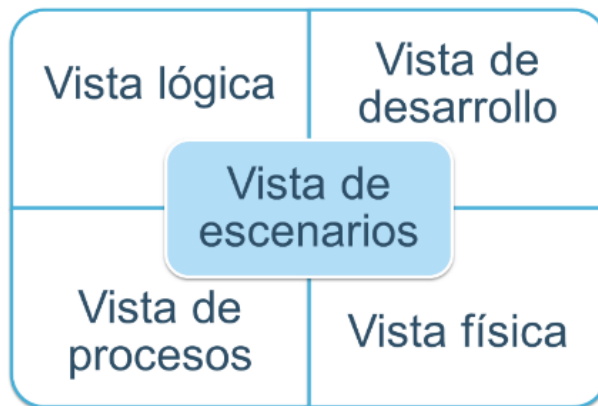 Vista lógica
Vista de
desarrollo
Vista de
escenarios
Vista de
procesos
Vista física